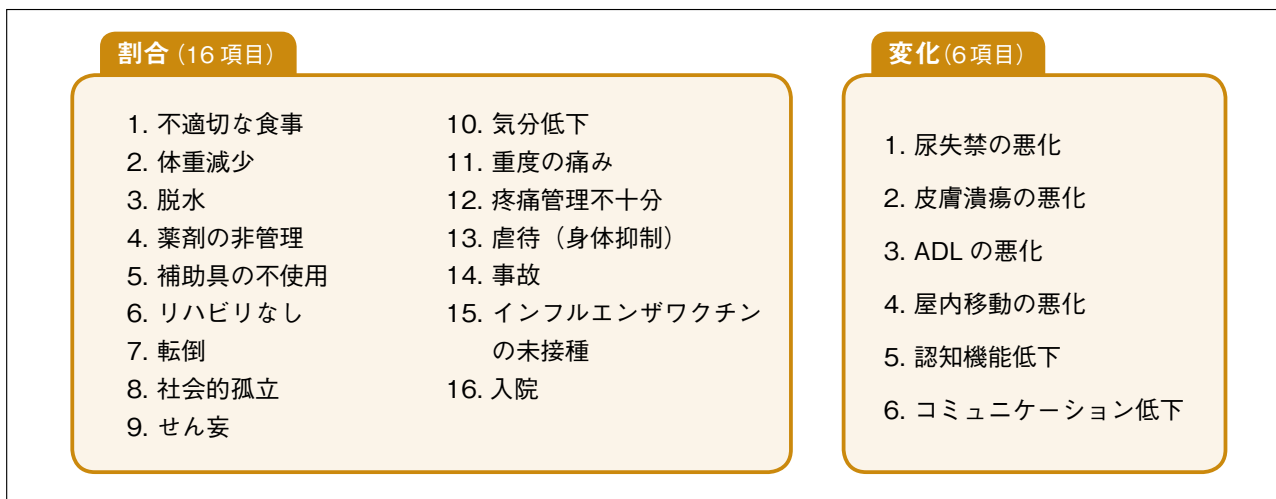 割合（16項目）
1. 不適切な食事
2. 体重減少
3. 脱水
4. 薬剤の非管理
5. 補助具の不使用
6. リハビリなし
7. 転倒
8. 社会的孤立
9. せん妄
10. 気分低下
11. 重度の痛み
12. 疼痛管理不十分
13. 虐待（身体抑制）
14. 事故
15. インフルエンザワクチン
の未接種
16. 入院
変化（6項目）
1. 尿失禁の悪化
2. 皮膚潰瘍の悪化
3. ADLの悪化
4. 屋内移動の悪化
5. 認知機能低下
6. コミュニケーション低下